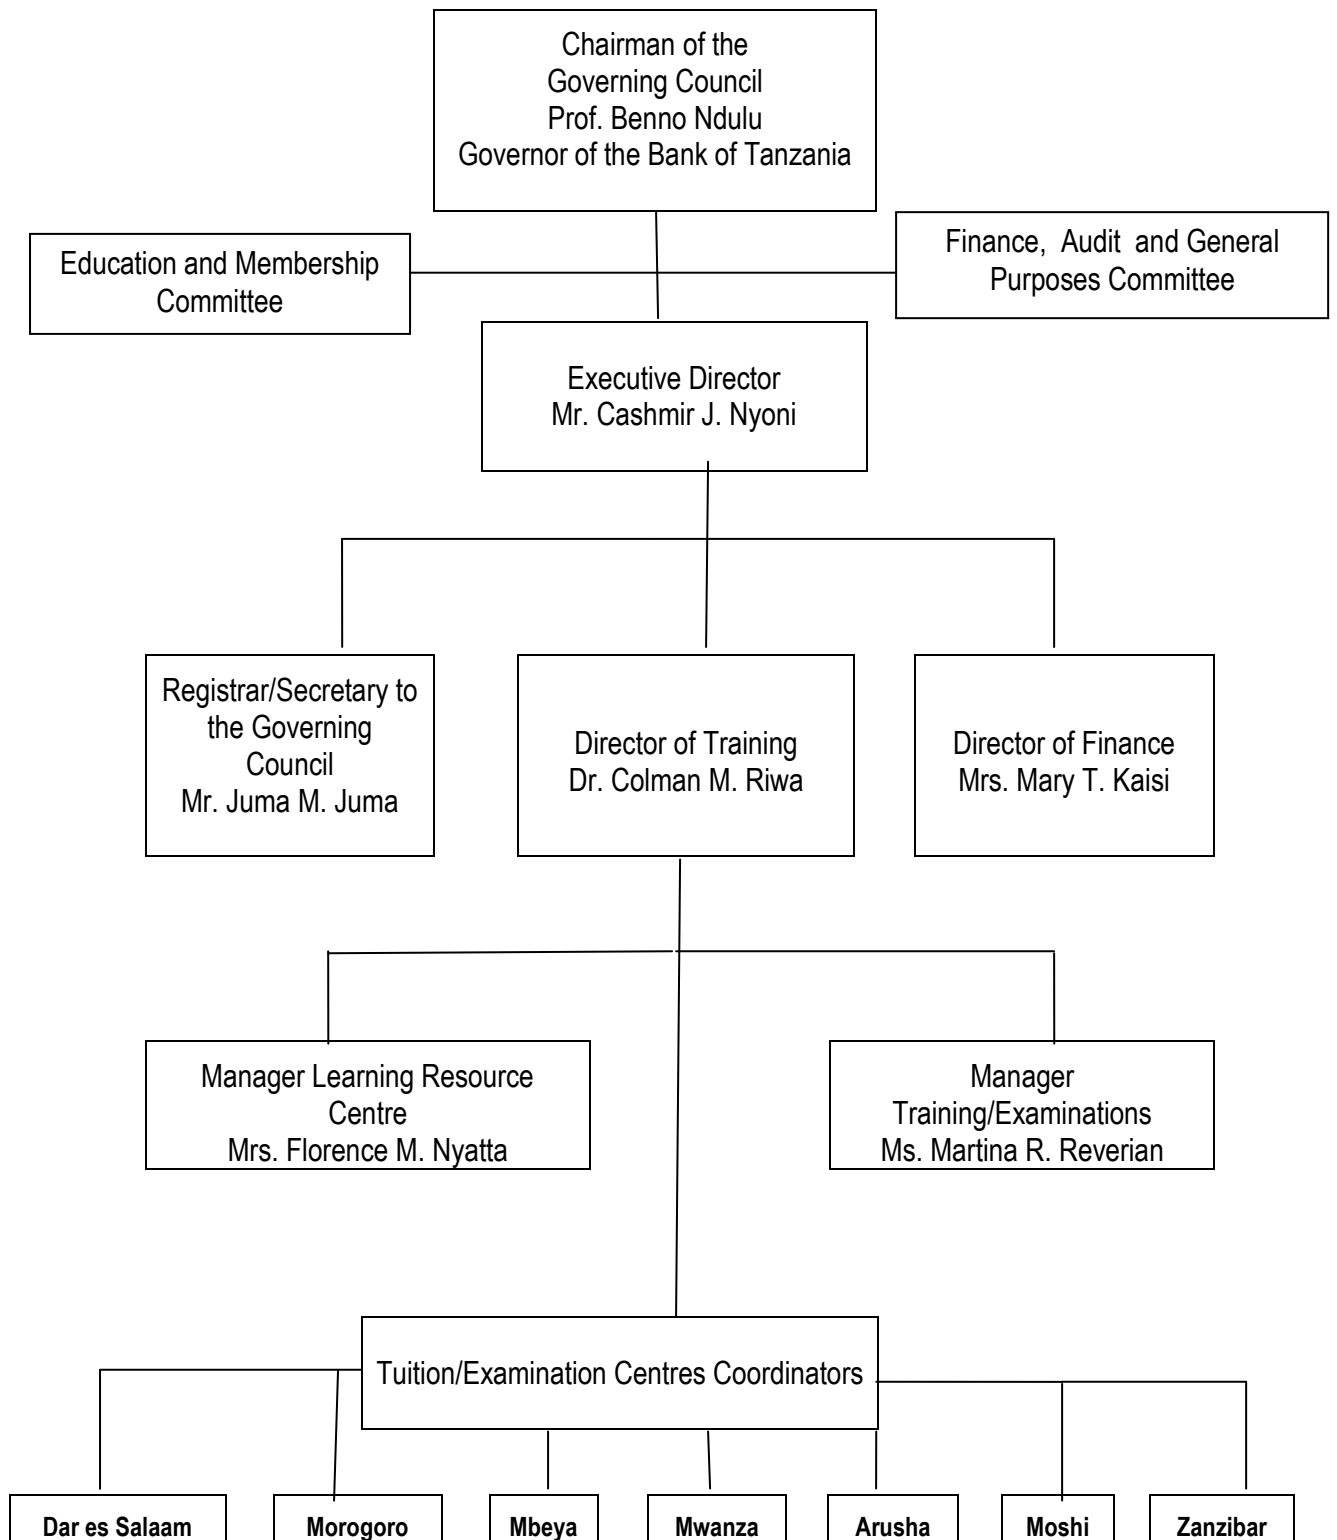 Chairman of the
Governing Council
Prof. Benno Ndulu
Governor of the Bank of Tanzania
Education and Membership
Committee
Finance, Audit and General
Purposes Committee
Executive Director
Mr. Cashmir J. Nyoni
Registrar/Secretary to
the Governing
Council
Mr. Juma M. Juma
Director of Training
Dr. Colman M. Riwa
Director of Finance
Mrs. Mary T. Kaisi
Manager Learning Resource
Centre
Mrs. Florence M. Nyatta
Manager
Training/Examinations
Ms. Martina R. Reverian
Tuition/Examination Centres Coordinators
Dar es Salaam
Morogoro
Mbeya
Mwanza
Arusha
Moshi
Zanzibar